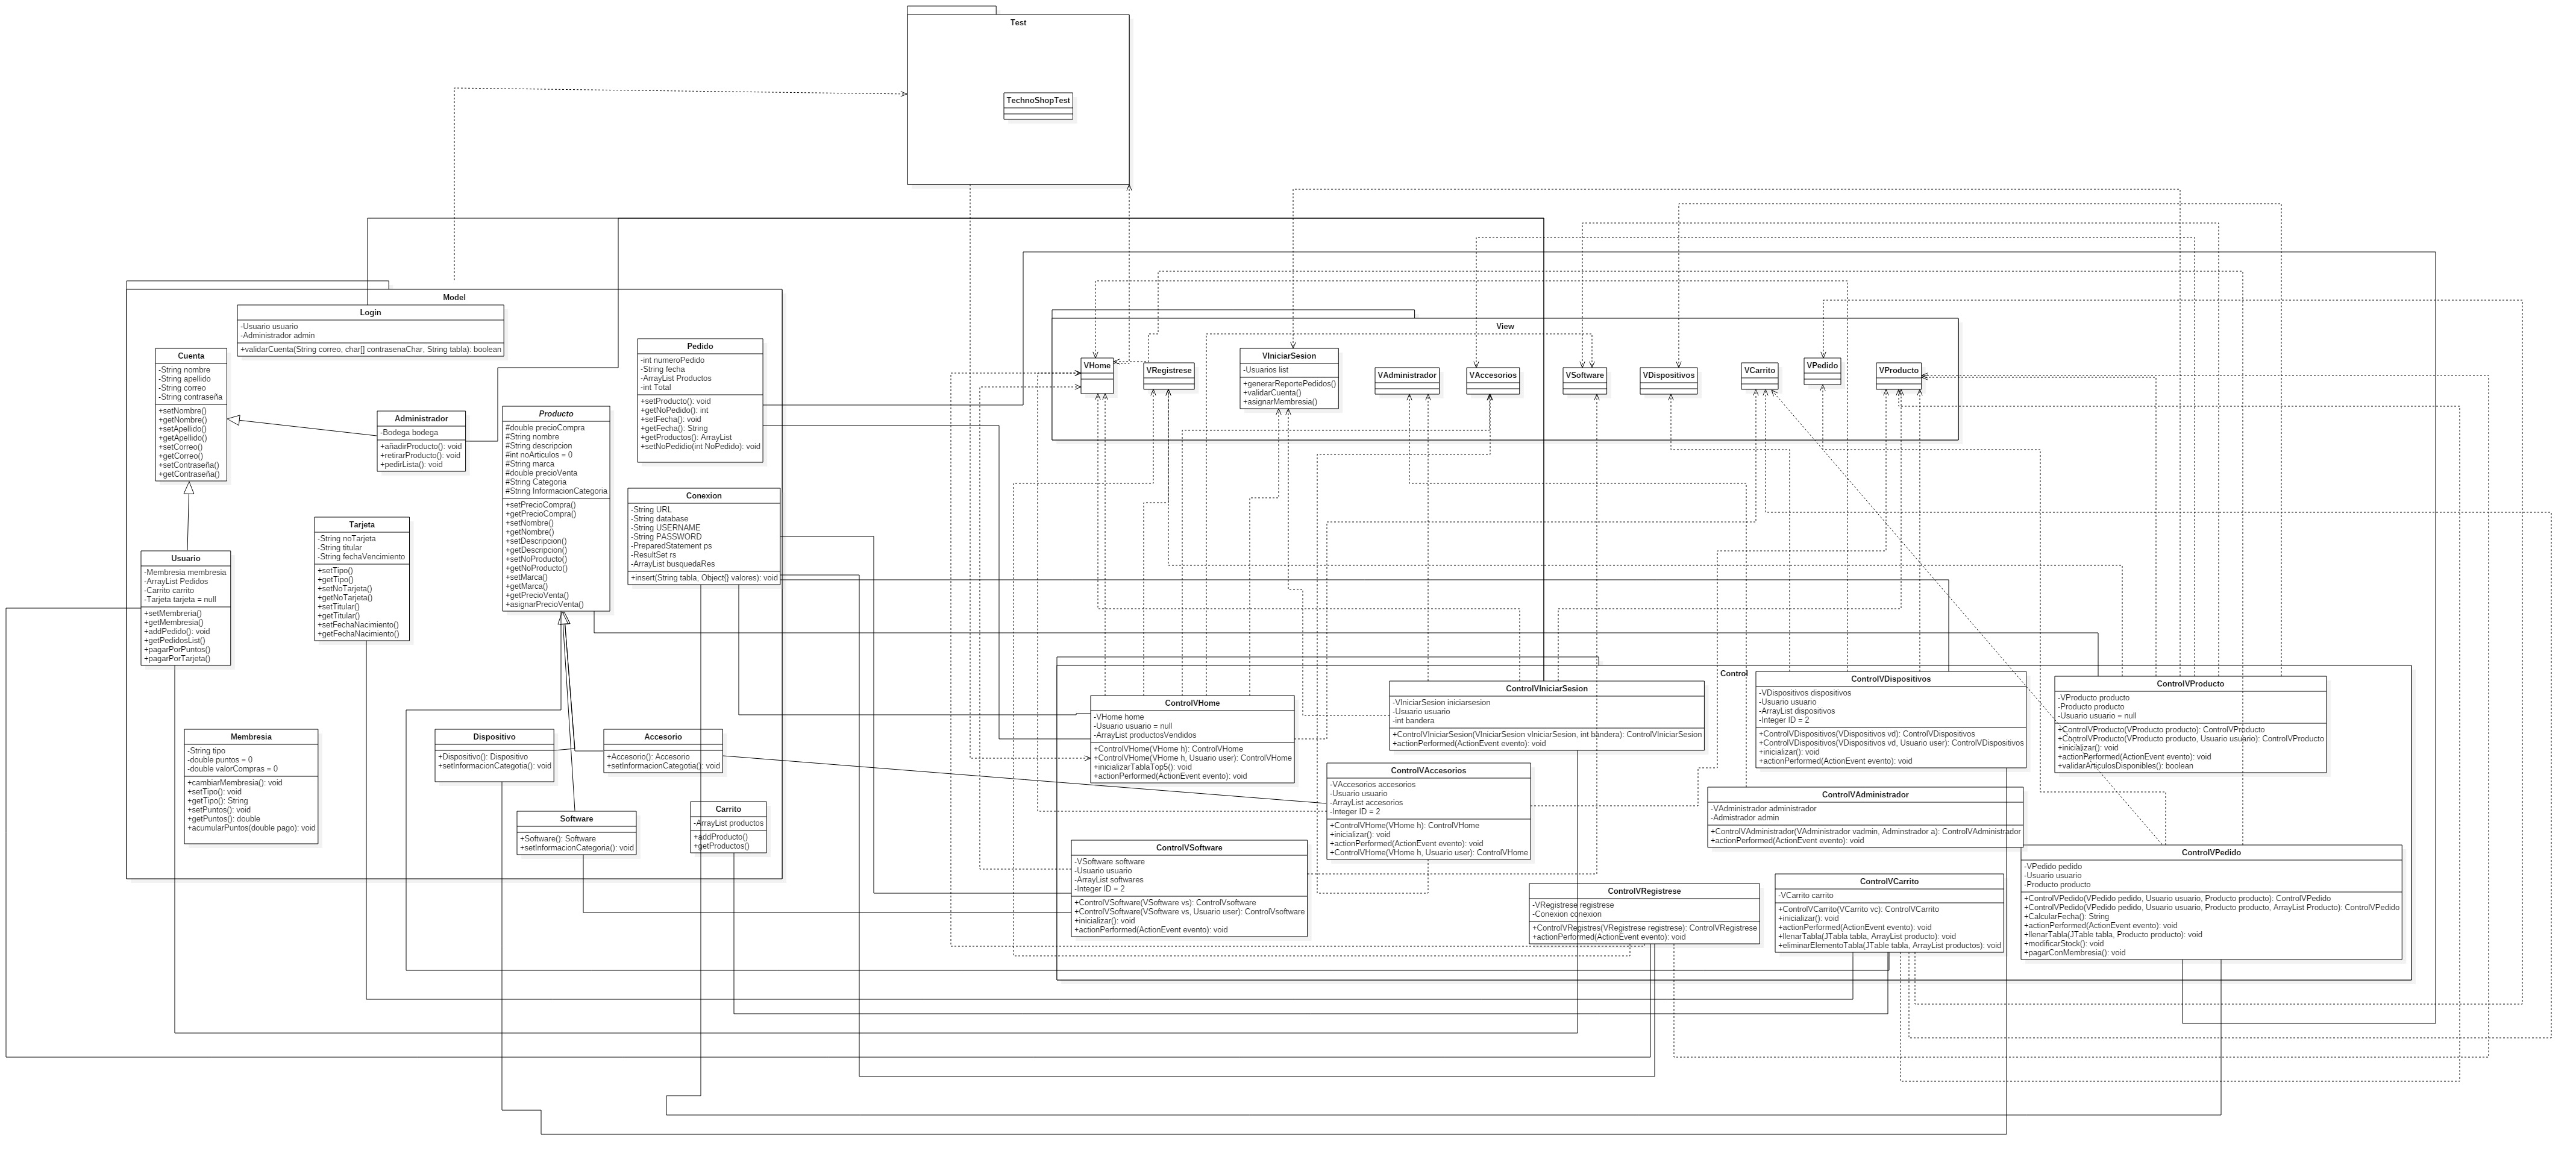 Test
TechnoShopTest
Model
Login
-Usuario usuario
-Administrador admin
+validarCuenta(String correo, char[] contrasenaChar, String tabla): boolean
Cuenta
-String nombre
-String apellido
-String correo
-String contraseña
+setNombre()
+getNombre()
+setApellido()
+getApellido()
+setCorreo()
+getCorreo()
+setContraseña()
+getContraseña()
Administrador
-Bodega bodega
+añadirProducto(): void
+retirarProducto(): void
+pedirLista(): void
Producto
#double precioCompra
#String nombre
#String descripcion
#int noArticulos = 0
#String marca
#double precioVenta
#String Categoria
#String InformacionCategoria
+setPrecioCompra()
+getPrecioCompra()
+setNombre()
+getNombre()
+setDescripcion()
+getDescripcion()
+setNoProducto()
+getNoProducto()
+setMarca()
+getMarca()
+getPrecioVenta()
+asignarPrecioVenta()
Pedido
-int numeroPedido
-String fecha
-ArrayList Productos
-int Total
+setProducto(): void
+getNoPedido(): int
+setFecha(): void
+getFecha(): String
+getProductos(): ArrayList
+setNoPedidio(int NoPedido): void
Conexion
-String URL
-String database
-String USERNAME
-String PASSWORD
-PreparedStatement ps
-ResultSet rs
-ArrayList busquedaRes
+insert(String tabla, Object{} valores): void
Tarjeta
-String noTarjeta
-String titular
-String fechaVencimiento
+setTipo()
+getTipo()
+setNoTarjeta()
+getNoTarjeta()
+setTitular()
+getTitular()
+setFechaNacimiento()
+getFechaNacimiento()
Usuario
-Membresia membresia
-ArrayList Pedidos
-Carrito carrito
-Tarjeta tarjeta = null
+setMembreria()
+getMembresia()
+addPedido(): void
+getPedidosList()
+pagarPorPuntos()
+pagarPorTarjeta()
Membresia
-String tipo
-double puntos = 0
-double valorCompras = 0
+cambiarMembresia(): void
+setTipo(): void
+getTipo(): String
+setPuntos(): void
+getPuntos(): double
+acumularPuntos(double pago): void
Dispositivo
+Dispositivo(): Dispositivo
+setInformacionCategotia(): void
Accesorio
+Accesorio(): Accesorio
+setInformacionCategotia(): void
Software
+Software(): Software
+setInformacionCategoria(): void
Carrito
-ArrayList productos
+addProducto()
+getProductos()
View
VHome
VRegistrese
VIniciarSesion
-Usuarios list
+generarReportePedidos()
+validarCuenta()
+asignarMembresia()
VAdministrador
VAccesorios
VSoftware
VDispositivos
VCarrito
VPedido
VProducto
Control
ControlVHome
-VHome home
-Usuario usuario = null
-ArrayList productosVendidos
+ControlVHome(VHome h): ControlVHome
+ControlVHome(VHome h, Usuario user): ControlVHome
+inicializarTablaTop5(): void
+actionPerformed(ActionEvent evento): void
ControlVIniciarSesion
-VIniciarSesion iniciarsesion
-Usuario usuario
-int bandera
+ControlVIniciarSesion(VIniciarSesion vIniciarSesion, int bandera): ControlVIniciarSesion
+actionPerformed(ActionEvent evento): void
ControlVDispositivos
-VDispositivos dispositivos
-Usuario usuario
-ArrayList dispositivos
-Integer ID = 2
+ControlVDispositivos(VDispositivos vd): ControlVDispositivos
+ControlVDispositivos(VDispositivos vd, Usuario user): ControlVDispositivos
+inicializar(): void
+actionPerformed(ActionEvent evento): void
ControlVProducto
-VProducto producto
-Producto producto
-Usuario usuario = null
+ControlVProducto(VProducto producto): ControlVProducto
+ControlVProducto(VProducto producto, Usuario usuario): ControlVProducto
+inicializar(): void
+actionPerformed(ActionEvent evento): void
+validarArticulosDisponibles(): boolean
ControlVAccesorios
-VAccesorios accesorios
-Usuario usuario
-ArrayList accesorios
-Integer ID = 2
+ControlVHome(VHome h): ControlVHome
+inicializar(): void
+actionPerformed(ActionEvent evento): void
+ControlVHome(VHome h, Usuario user): ControlVHome
ControlVAdministrador
-VAdministrador administrador
-Admistrador admin
+ControlVAdministrador(VAdministrador vadmin, Adminstrador a): ControlVAdministrador
+actionPerformed(ActionEvent evento): void
ControlVSoftware
-VSoftware software
-Usuario usuario
-ArrayList softwares
-Integer ID = 2
+ControlVSoftware(VSoftware vs): ControlVsoftware
+ControlVSoftware(VSoftware vs, Usuario user): ControlVsoftware
+inicializar(): void
+actionPerformed(ActionEvent evento): void
ControlVRegistrese
-VRegistrese registrese
-Conexion conexion
+ControlVRegistres(VRegistrese registrese): ControlVRegistrese
+actionPerformed(ActionEvent evento): void
ControlVCarrito
-VCarrito carrito
+ControlVCarrito(VCarrito vc): ControlVCarrito
+inicializar(): void
+actionPerformed(ActionEvent evento): void
+llenarTabla(JTabla tabla, ArrayList producto): void
+eliminarElementoTabla(JTable tabla, ArrayList productos): void
ControlVPedido
-VPedido pedido
-Usuario usuario
-Producto producto
+ControlVPedido(VPedido pedido, Usuario usuario, Producto producto): ControlVPedido
+ControlVPedido(VPedido pedido, Usuario usuario, Producto producto, ArrayList Producto): ControlVPedido
+CalcularFecha(): String
+actionPerformed(ActionEvent evento): void
+llenarTabla(JTable tabla, Producto producto): void
+modificarStock(): void
+pagarConMembresia(): void